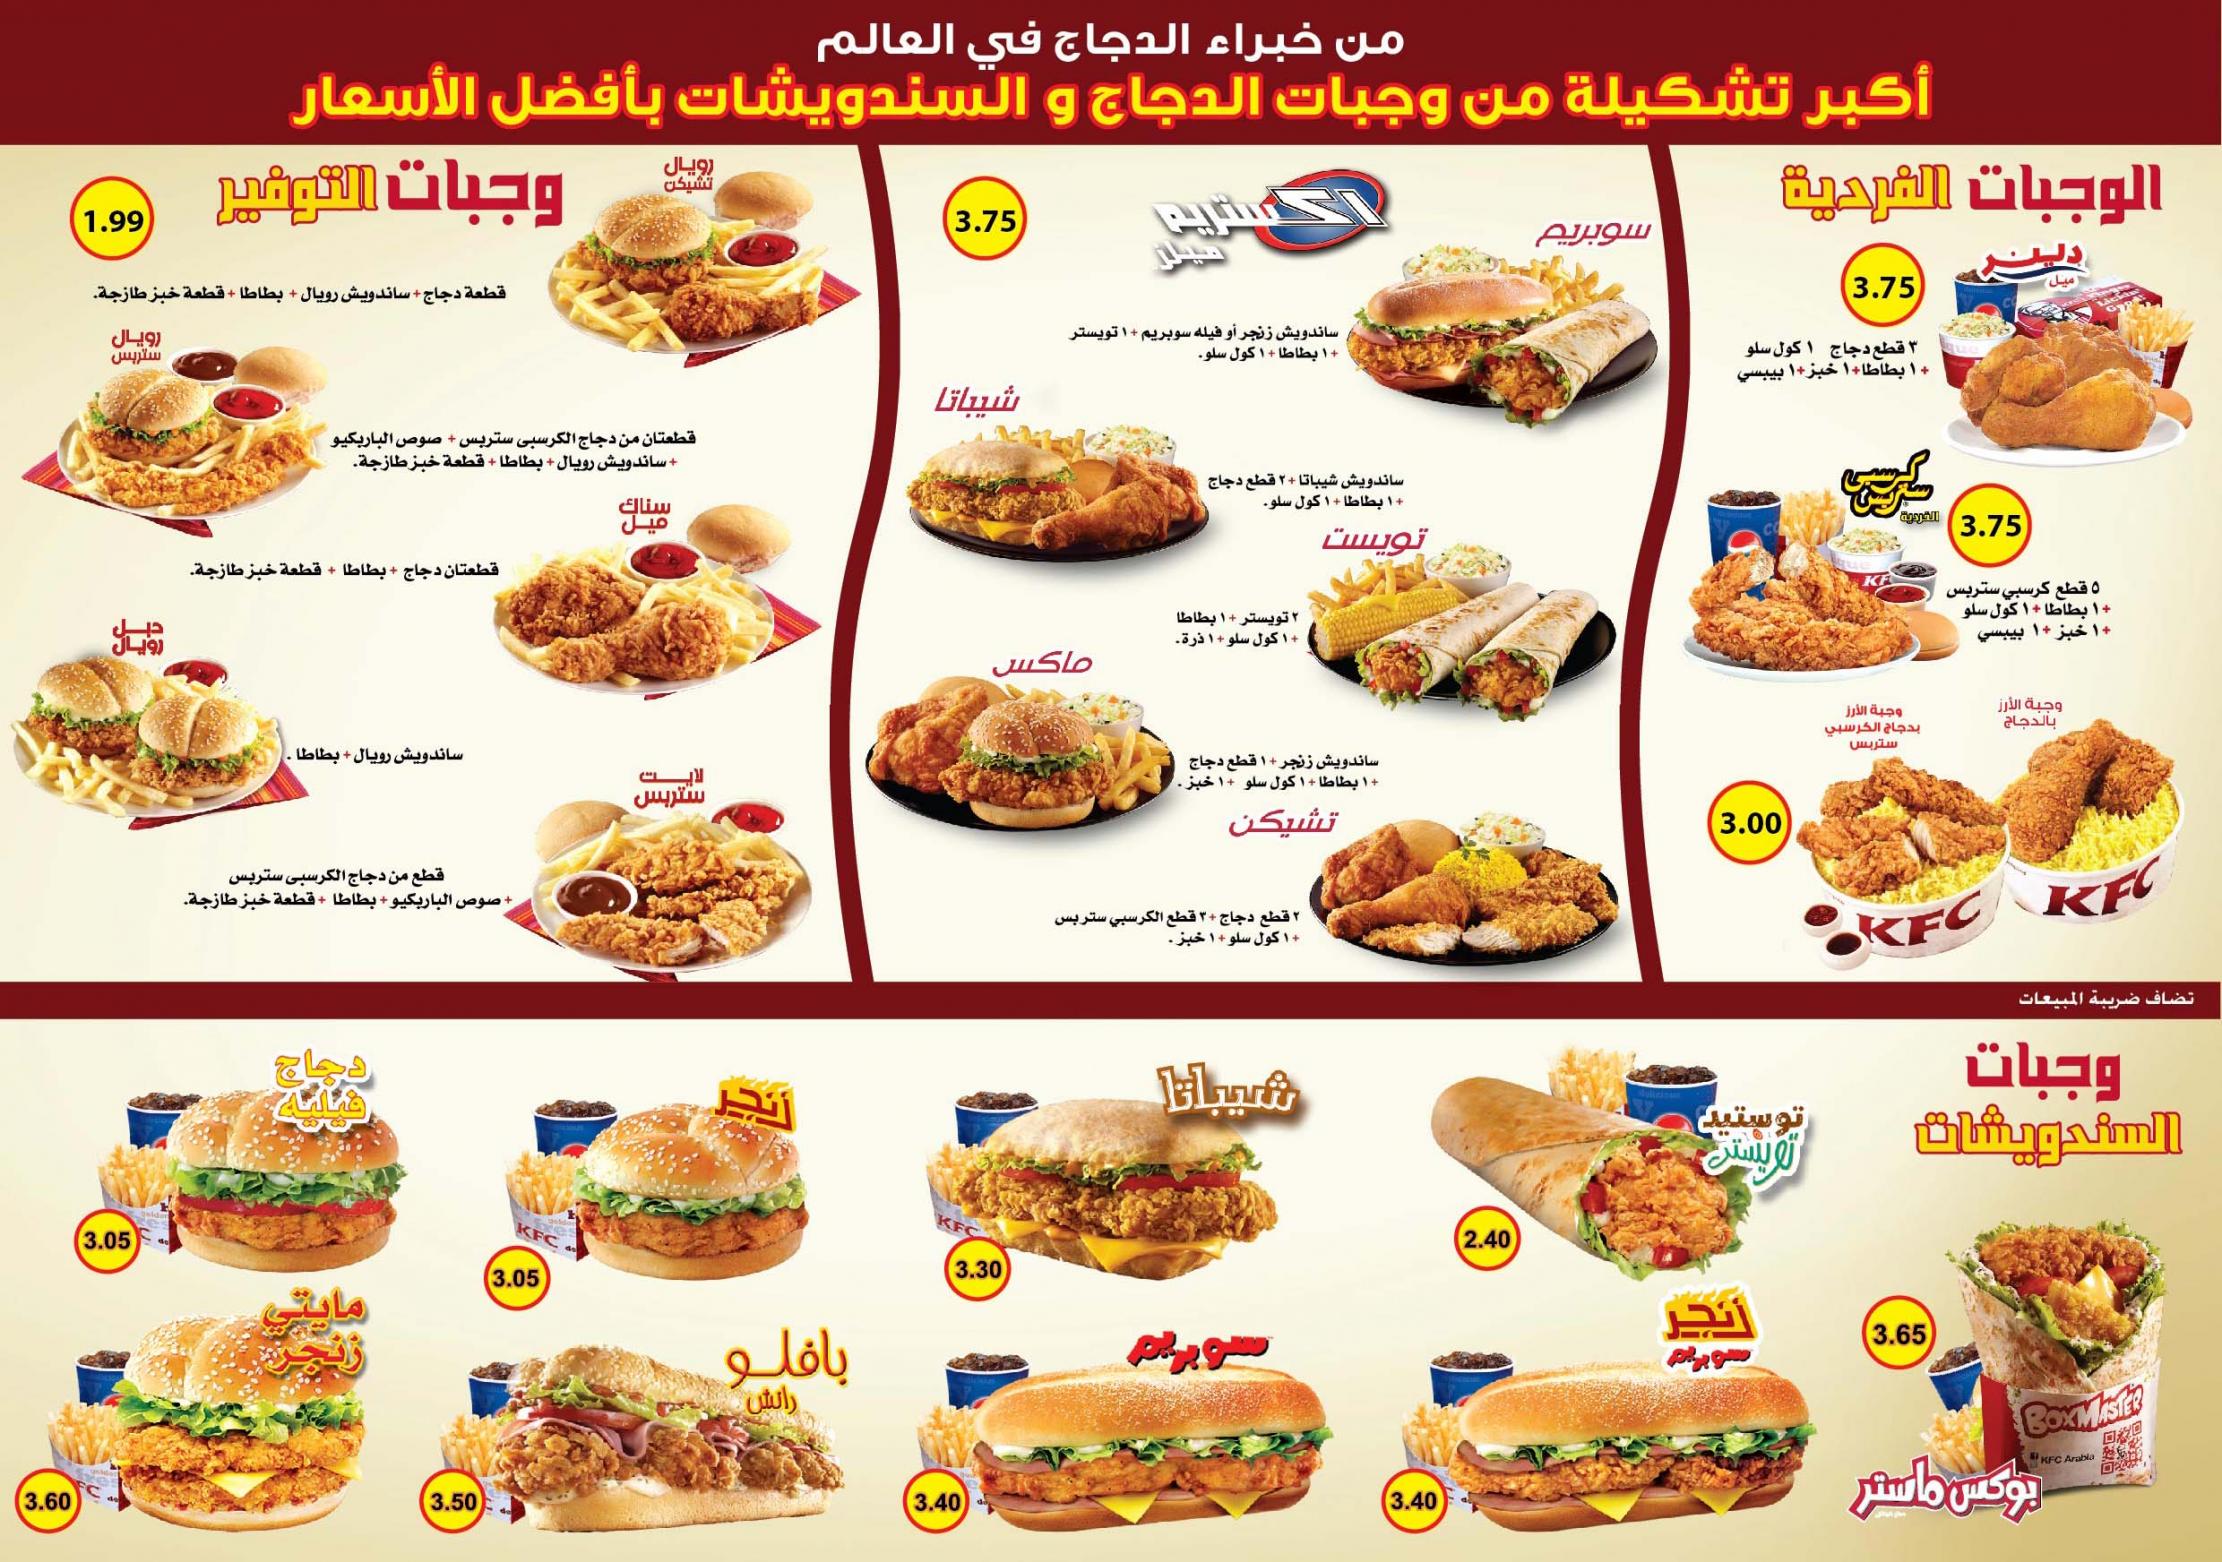 من خبراء الدجاج في العالم
أكبر تشكيلة من وجبات الدجاج و السندويشات بأفضل الأسعار
الوجبات الفردية
دلينر
ميل
3.75
٣ قطع دجاج ١ كول سلو
+١ بطاطا+١ خبز+١ بيبسي
كرسبي
ستربس
الفردية
3.75
٥ قطع كرسبي ستربس
+١ بطاطا+١ كول سلو
+١ خبز +١ بيبسي
وجبة الأرز
بالدجاج
وجبة الأرز
بدجاج الكرسبي
ستربس
3.00
KFC
KFC
اكستريم
ميلز
3.75
سوبريم
ساندويش زنجر أو فيله سوبريم +١ تويستر
+١ بطاطا+١ كول سلو.
شيباتا
ساندويش شيباتا +٢ قطع دجاج
+١ بطاطا+١ كول سلو.
تويست
٢ تويستر +١ بطاطا
+١ كول سلو +١ ذرة.
ماكس
ساندويش زنجر +١ قطع دجاج
+١ بطاطا+١ كول سلو +١ خبز .
تشيكن
٢ قطع دجاج +٣ قطع الكرسبي ستربس
+١ كول سلو +١ خبز .
وجبات التوفير
1.99
رويال
تشيكن
قطعة دجاج+ ساندويش رويال + بطاطا +قطعة خبز طازجة.
رويال
ستربس
قطعتان من دجاج الكرسبي ستربس + صوص الباربكيو
+ساندويش رويال +بطاطا + قطعة خبز طازجة.
سناك
ميل
قطعتان دجاج +بطاطا + قطعة خبز طازجة.
دبل
رويال
ساندويش رويال+ بطاطا .
لايت
ستربس
قطع من دجاج الكرسبي ستربس
+صوص الباربكيو +بطاطا +قطعة خبز طازجة.
تضاف ضريبة المبيعات
وجبات
السندويشات
3.65
BOXMASTER
KFC Arabia
بوكس ماستر
توستيد
تويستر
2.40
شيباتا
KFC
3.30
زنجر
KFC
3.05
دجاج
فيليه
3.05
زنجر
سوبريم
3.40
سوبريم
3.40
بافلو
رانش
3.50
مايتي
زنجر
3.60